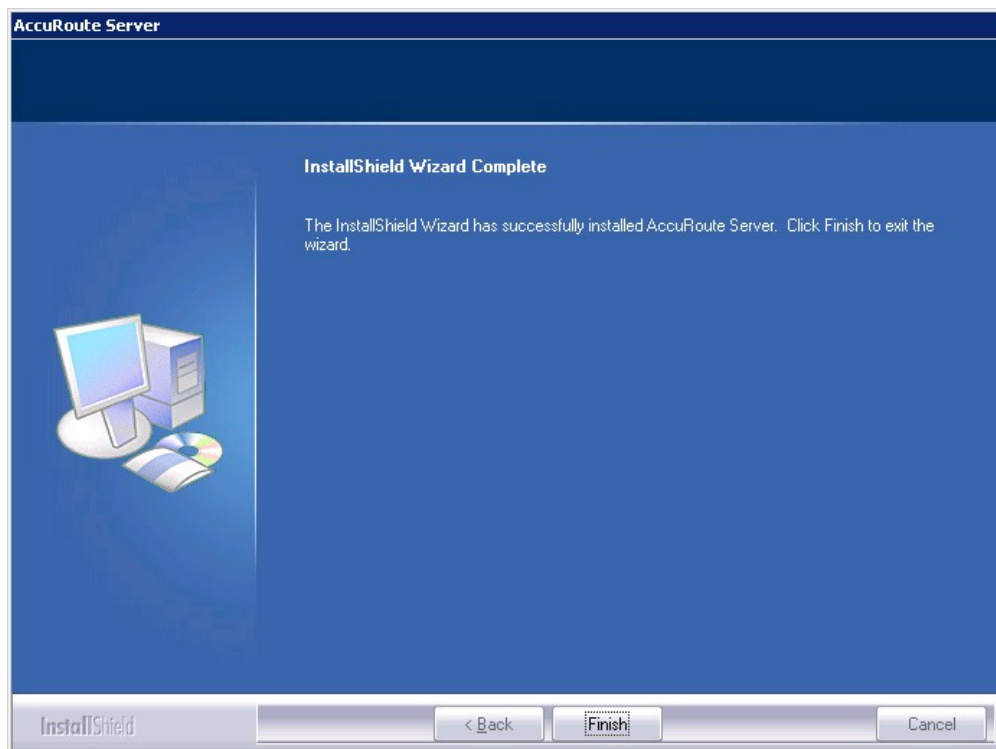 AccuRoute Server
InstallShield Wizard Complete
The InstallShield Wizard has successfully installed AccuRoute Server.  Click Finish to exit the
wizard.
InstallShield
< Back
Finish
Cancel